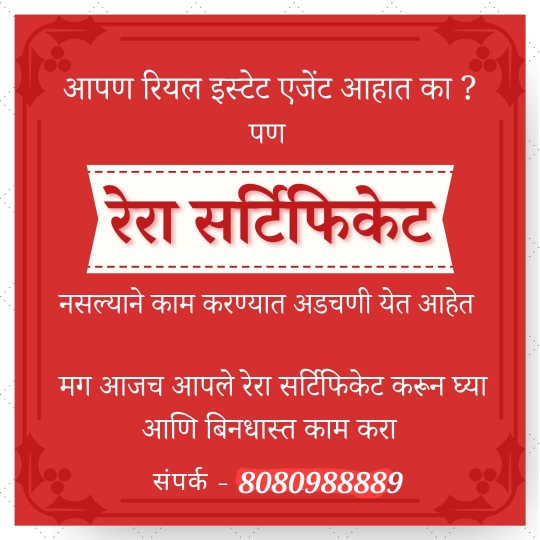 आपण रियल इस्टेट एजेंट आहात का ?
पण
रेरा सर्टिफिकेट
नसल्याने काम करण्यात अडचणी येत आहेत
मग आजच आपले रेरा सर्टिफिकेट करून घ्या
आणि बिनधास्त काम करा
संपर्क - 8080988889